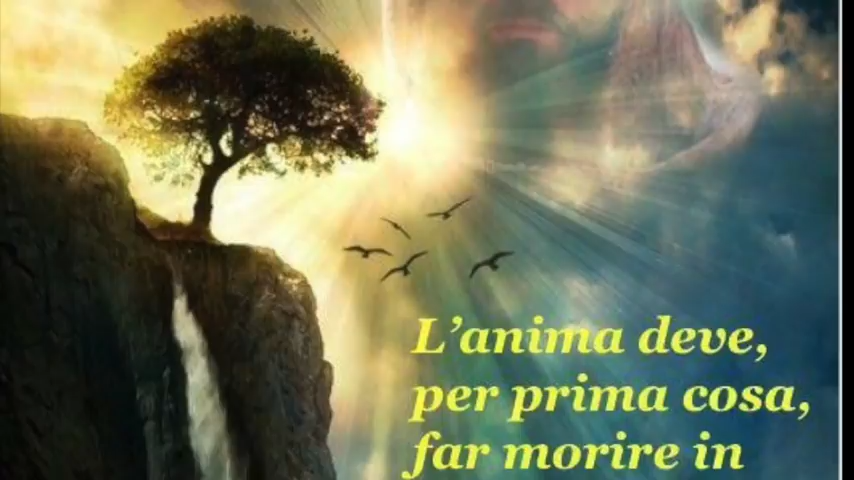 L’anima deve,
per prima cosa,
far morire in